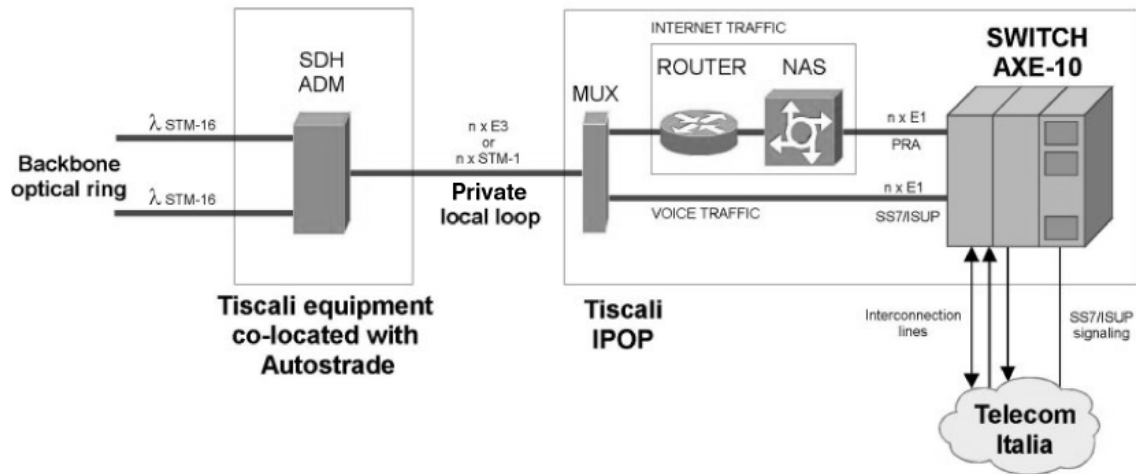 INTERNET TRAFFIC
SWITCH
AXE-10
SDH
ADM
ROUTER
NAS
MUX
λ STM-16
n x E3
or
n x STM-1
n x E1
PRA
Backbone
optical ring
Private
local loop
λ STM-16
n x E1
VOICE TRAFFIC
SS7/ISUP
Tiscali equipment
co-located with
Autostrade
Tiscali
IPOP
Interconnection
lines
SS7/ISUP
signaling
Telecom
Italia